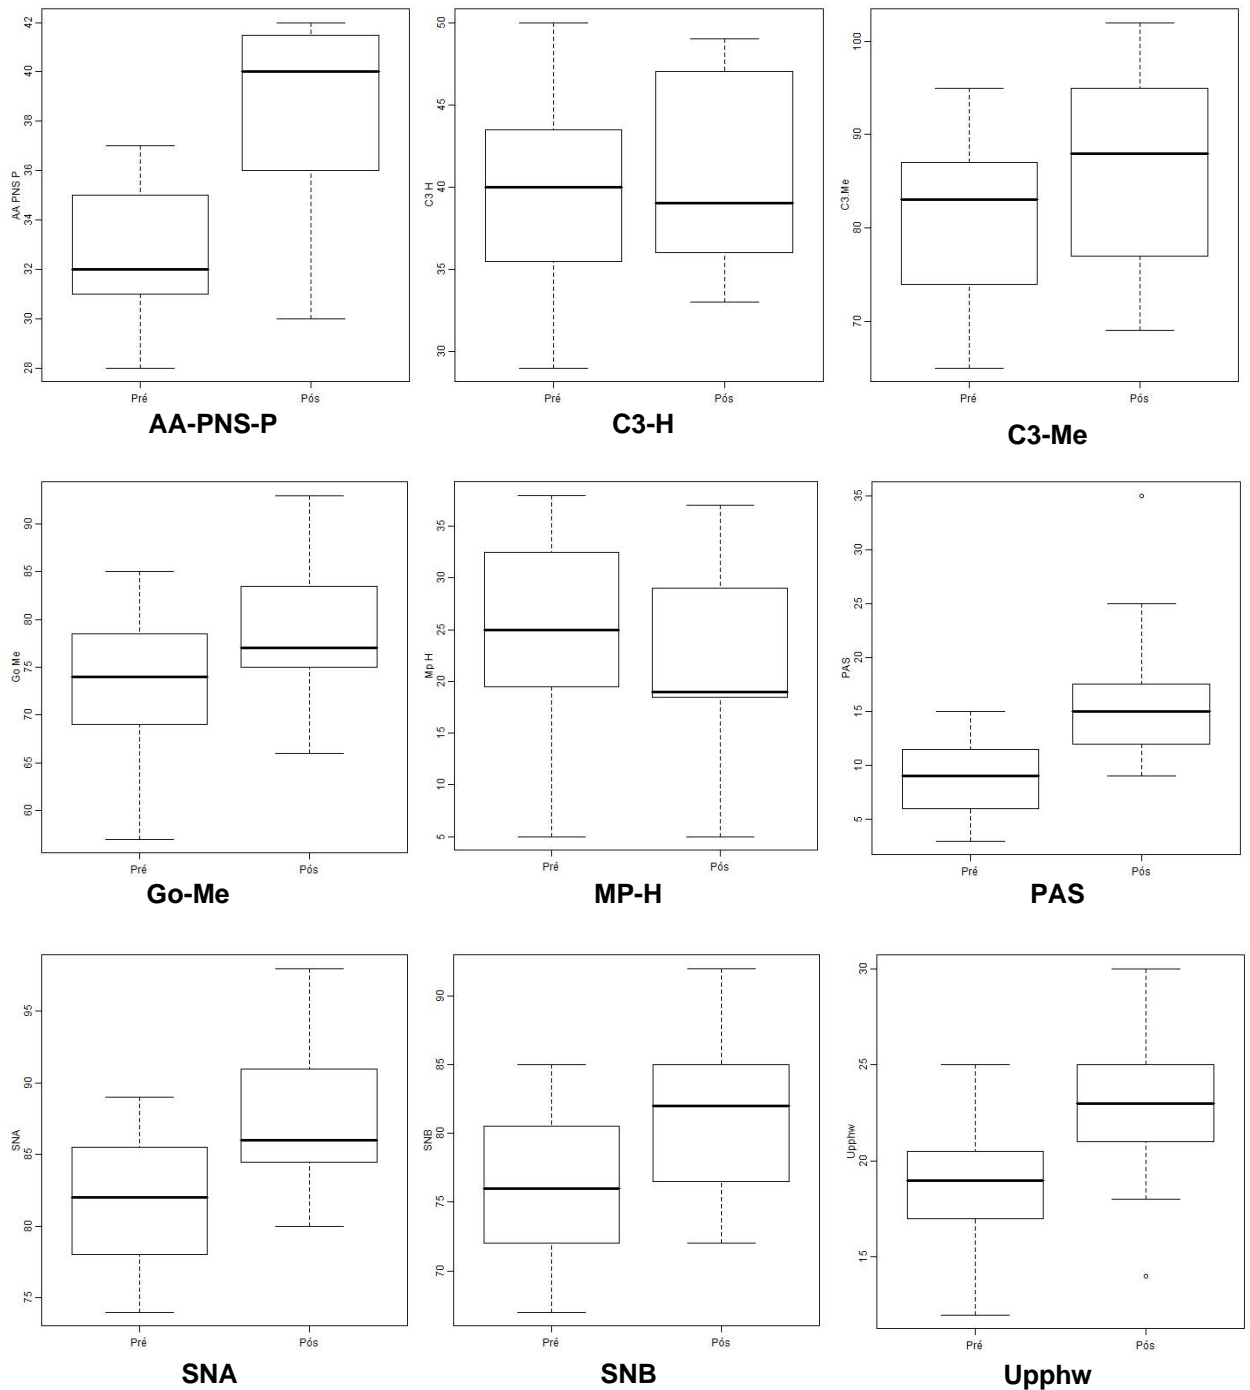 AA PNS P
42
40
38
36
34
32
30
28
Pré Pós
AA-PNS-P
C3 H
50
45
40
35
30
Pré Pós
C3-H
C3.Me
100
90
80
70
Pré Pós
C3-Me
Go Me
90
85
80
75
70
65
60
Pré Pós
Go-Me
Mp H
35
30
25
20
15
10
5
Pré Pós
MP-H
PAS
35
30
25
20
15
10
5
Pré Pós
PAS
SNA
95
90
85
80
75
Pré Pós
SNA
SNB
90
85
80
75
70
Pré Pós
SNB
Upphw
30
25
20
15
Pré Pós
Upphw